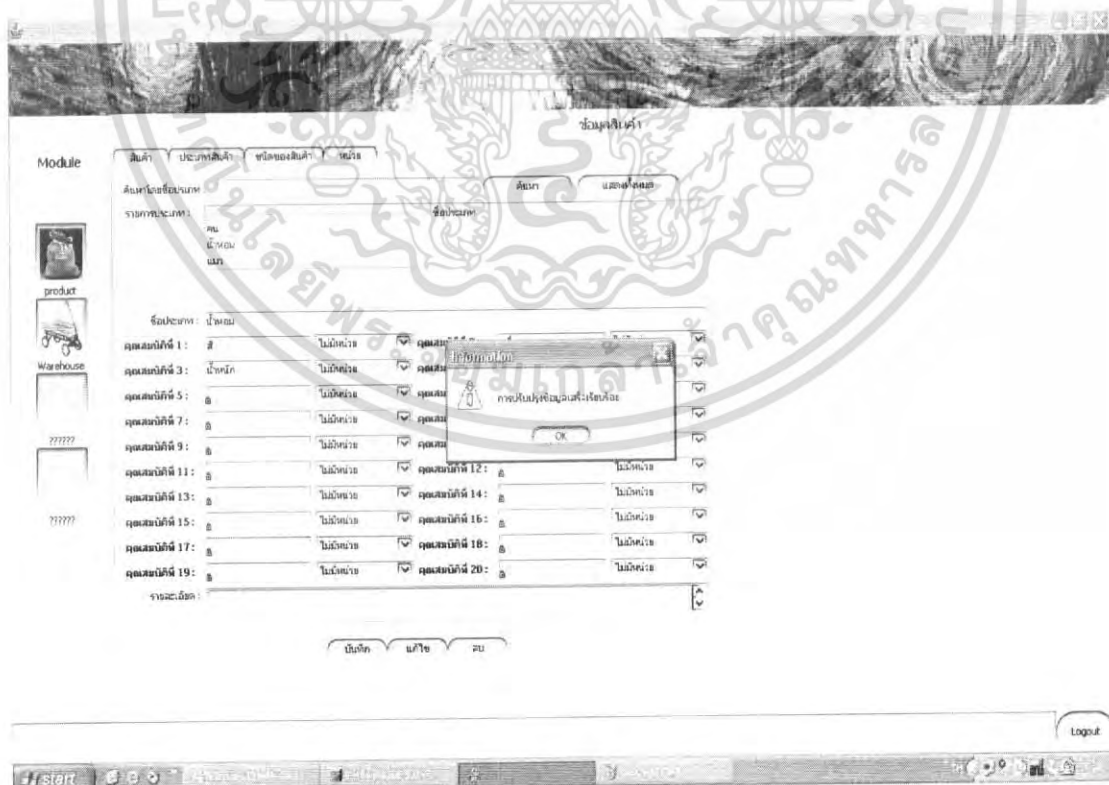 ข้อมูลสินค้า
Module
สินค้า ประเภทสินค้า ชนิดของสินค้า หน่วย
ค้นหาโดยชื่อประเภท ค้นหา แสดงทั้งหมด
รายการประเภท : ชื่อประเภท
คน
น้ำหอม
แมว
product
Warehouse
??????
??????
ชื่อประเภท : น้ำหอม
คุณสมบัติที่ 1 : สี ไม่มีหน่วย
คุณสมบัติที่ 3 : น้ำหนัก ไม่มีหน่วย
คุณสมบัติที่ 5 : ไม่มีหน่วย
คุณสมบัติที่ 7 : ไม่มีหน่วย
คุณสมบัติที่ 9 : ไม่มีหน่วย
คุณสมบัติที่ 11 : ไม่มีหน่วย คุณสมบัติที่ 12 : ไม่มีหน่วย
คุณสมบัติที่ 13 : ไม่มีหน่วย คุณสมบัติที่ 14 : ไม่มีหน่วย
คุณสมบัติที่ 15 : ไม่มีหน่วย คุณสมบัติที่ 16 : ไม่มีหน่วย
คุณสมบัติที่ 17 : ไม่มีหน่วย คุณสมบัติที่ 18 : ไม่มีหน่วย
คุณสมบัติที่ 19 : ไม่มีหน่วย คุณสมบัติที่ 20 : ไม่มีหน่วย
รายละเอียด :
Information
การปรับปรุงข้อมูลเสร็จเรียบร้อย
OK
บันทึก แก้ไข ลบ
Logout
start